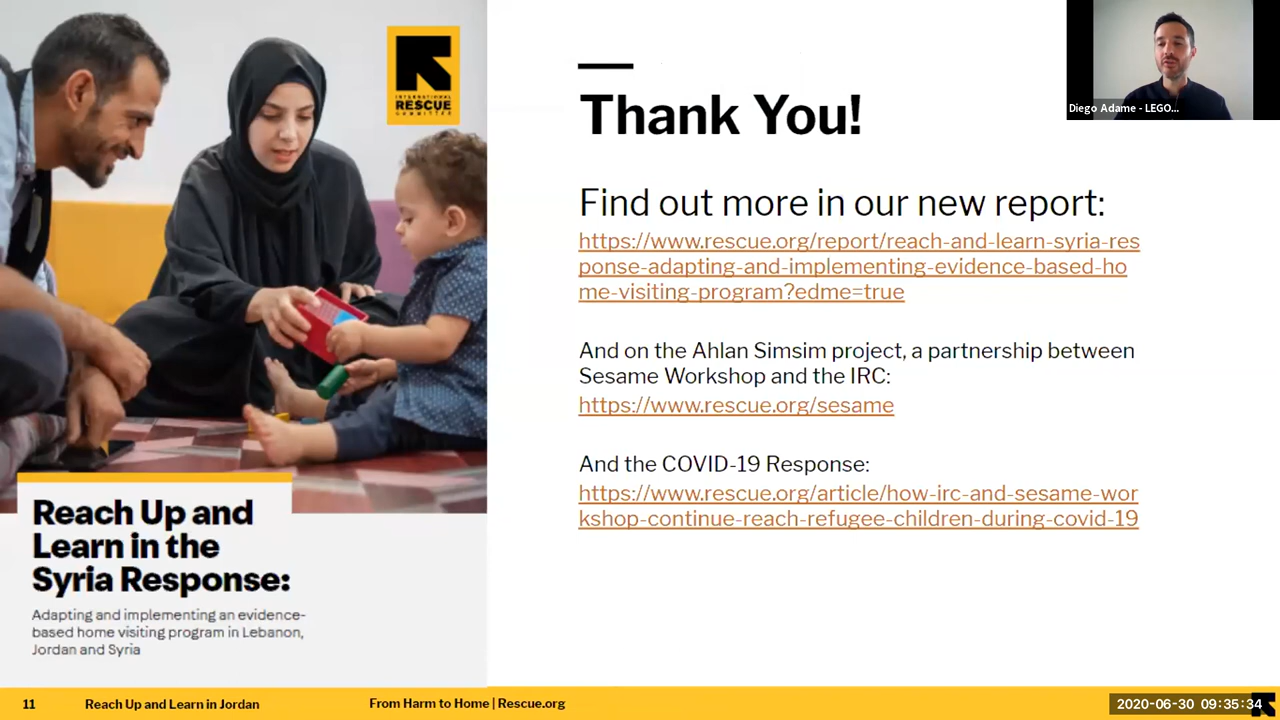 INTERNATIONAL
RESCUE
COMMITTEE
Thank You!
Diego Adame - LEGO...
Find out more in our new report:
https://www.rescue.org/report/reach-and-learn-syria-res
ponse-adapting-and-implementing-evidence-based-ho
me-visiting-program?edme=true
And on the Ahlan Simsim project, a partnership between
Sesame Workshop and the IRC:
https://www.rescue.org/sesame
And the COVID-19 Response:
https://www.rescue.org/article/how-irc-and-sesame-wor
kshop-continue-reach-refugee-children-during-covid-19
Reach Up and
Learn in the
Syria Response:
Adapting and implementing an evidence-
based home visiting program in Lebanon,
Jordan and Syria
11
Reach Up and Learn in Jordan
From Harm to Home | Rescue.org
2020-06-30 09:35:34